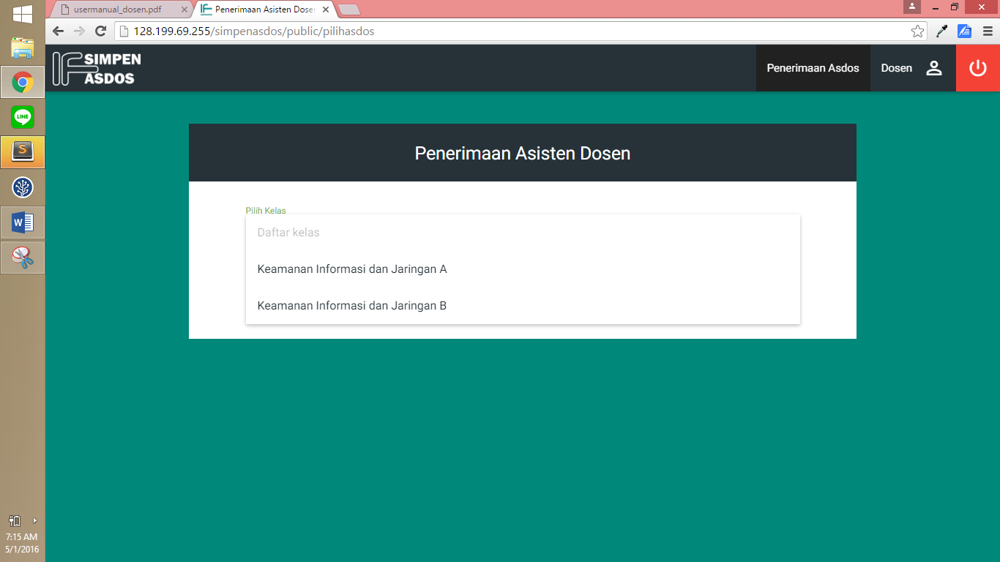 usermanual_dosen.pdf
Penerimaan Asisten Dose
128.199.69.255/simpenasdos/public/pilihasdos
IF SIMPEN
ASDOS
Penerimaan Asdos
Dosen
Penerimaan Asisten Dosen
Pilih Kelas
Daftar kelas
Keamanan Informasi dan Jaringan A
Keamanan Informasi dan Jaringan B
LINE
S
W
7:15 AM
5/1/2016